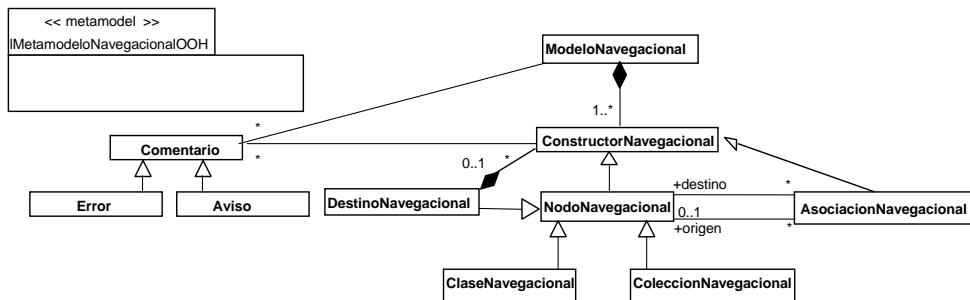 << metamodel >>
IMetamodeloNavegacionalOOH
ModeloNavegacional
1..*
*
Comentario
*
ConstructorNavegacional
0..1
*
Error
Aviso
DestinoNavegacional
NodoNavegacional
+destino
*
0..1
+origen
*
AsociacionNavegacional
ClaseNavegacional
ColeccionNavegacional